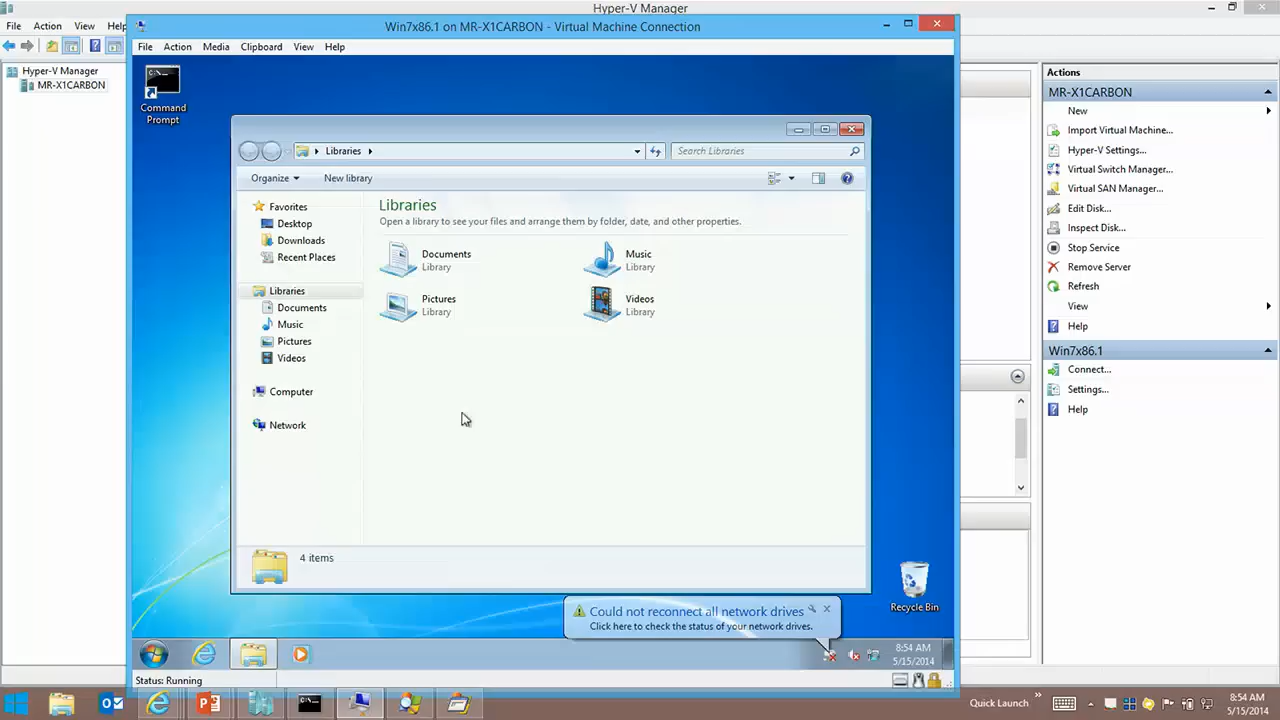 Hyper-V Manager
File Action View Help
Hyper-V Manager
MR-X1CARBON
Win7x86.1 on MR-X1CARBON - Virtual Machine Connection
File Action Media Clipboard View Help
Command
Prompt
Libraries
Search Libraries
Organize New library
Favorites
Desktop
Downloads
Recent Places
Libraries
Documents
Music
Pictures
Videos
Computer
Network
Libraries
Open a library to see your files and arrange them by folder, date, and other properties.
Documents
Library
Music
Library
Pictures
Library
Videos
Library
4 items
Could not reconnect all network drives
Click here to check the status of your network drives.
Recycle Bin
8:54 AM
5/15/2014
Status: Running
Actions
MR-X1CARBON
New
Import Virtual Machine...
Hyper-V Settings...
Virtual Switch Manager...
Virtual SAN Manager...
Edit Disk...
Inspect Disk...
Stop Service
Remove Server
Refresh
View
Help
Win7x86.1
Connect...
Settings...
Help
Quick Launch
8:54 AM
5/15/2014